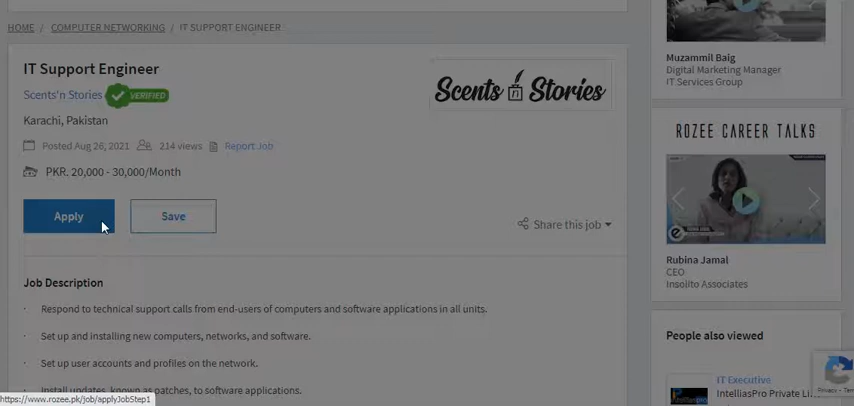 HOME / COMPUTER NETWORKING / IT SUPPORT ENGINEER...
IT Support Engineer
Scents'n Stories VERIFIED
Karachi, Pakistan
Posted Aug 26, 2021 214 views Report Job
PKR. 20,000 - 30,000/Month
Apply Save
Share this job
Scents n Stories
Job Description
· Respond to technical support calls from end-users of computers and software applications in all units.
· Set up and installing new computers, networks, and software.
· Set up user accounts and profiles on the network.
· Install updates, known as patches, to software applications.
https://www.rozee.pk/job/applyJobStep1
Muzammil Baig
Digital Marketing Manager
IT Services Group
ROZEE CAREER TALKS
Rubina Jamal
CEO
Insolito Associates
People also viewed
IT Executive
IntelliasPro Private Lim
Privacy - Ter